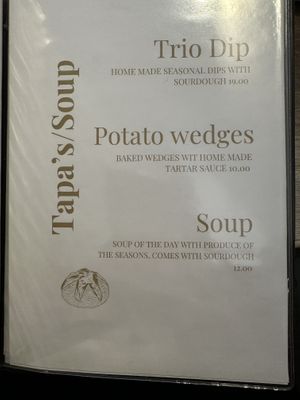 Tapa's/Soup
Trio Dip
HOME MADE SEASONAL DIPS WITH
SOURDOUGH 19.00
Potato wedges
BAKED WEDGES WIT HOME MADE
TARTAR SAUCE 10.00
Soup
SOUP OF THE DAY WITH PRODUCE OF
THE SEASONS, COMES WITH SOURDOUGH
12.00